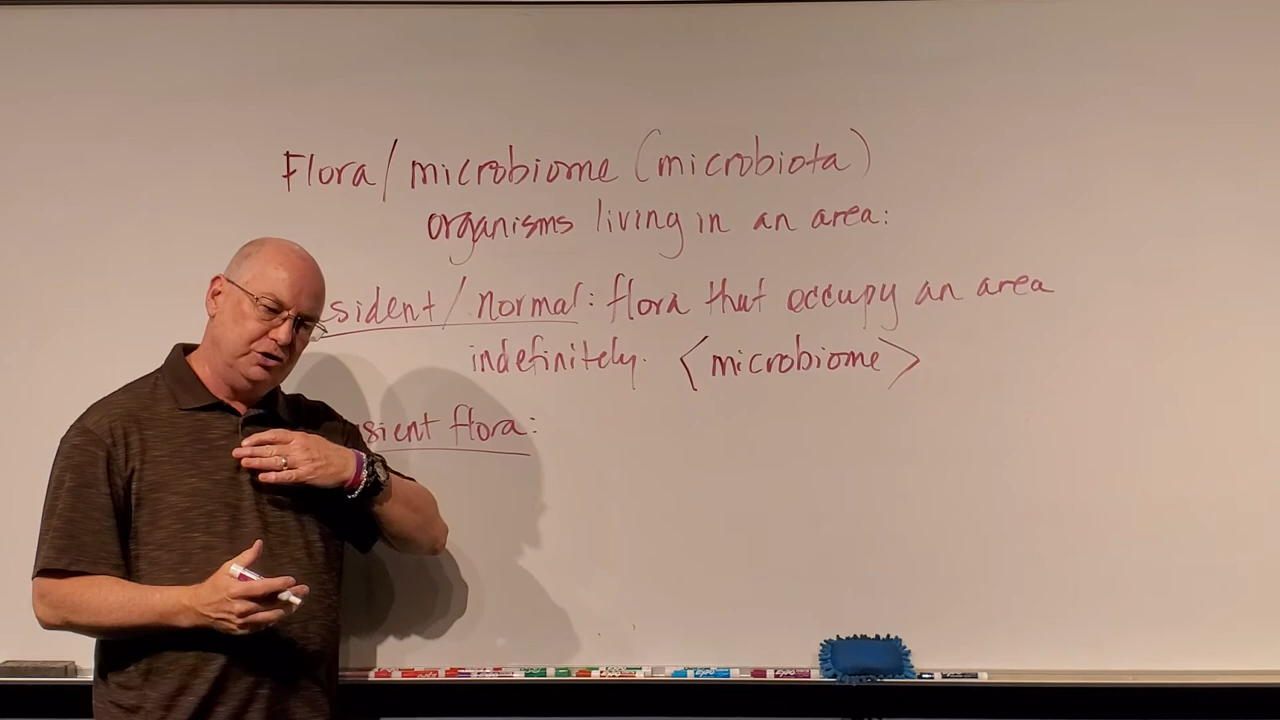 Flora/microbiome (microbiota)
organisms living in an area:
sident/normal: flora that occupy an area
indefinitely. <microbiome>
sient flora:
EXPO